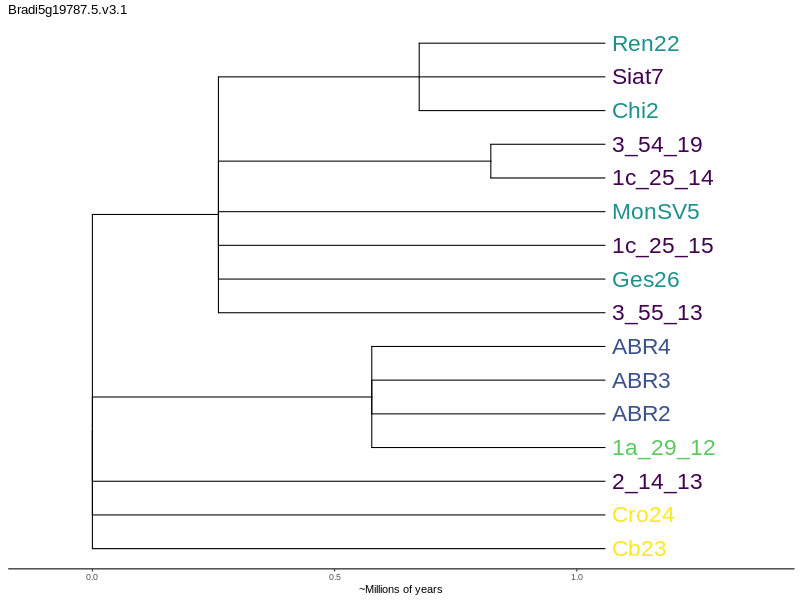 Bradi5g19787.5.v3.1
Ren22
Siat7
Chi2
3_54_19
1c_25_14
MonSV5
1c_25_15
Ges26
3_55_13
ABR4
ABR3
ABR2
1a_29_12
2_14_13
Cro24
Cb23
0.0 0.5 1.0
~Millions of years